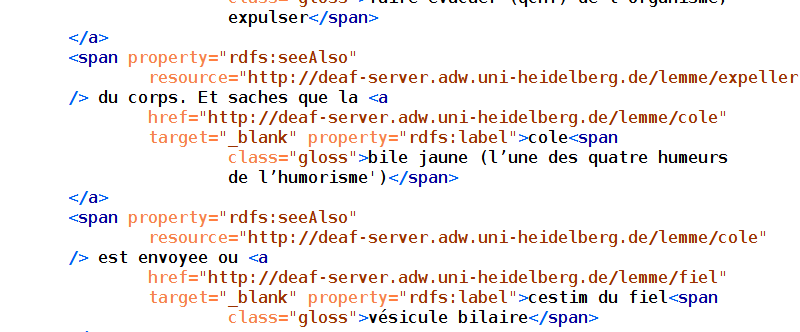 class="gloss">faire évacuer (qch.) de l'organisme,
expulser</span>
</a>
<span property="rdfs:seeAlso"
resource="http://deaf-server.adw.uni-heidelberg.de/lemme/expeller
/> du corps. Et saches que la <a
href="http://deaf-server.adw.uni-heidelberg.de/lemme/cole"
target="_blank" property="rdfs:label">cole<span
class="gloss">bile jaune (l’une des quatre humeurs
de l’humorisme')</span>
</a>
<span property="rdfs:seeAlso"
resource="http://deaf-server.adw.uni-heidelberg.de/lemme/cole"
/> est envoyee ou <a
href="http://deaf-server.adw.uni-heidelberg.de/lemme/fiel"
target="_blank" property="rdfs:label">cestim du fiel<span
class="gloss">vésicule bilaire</span>